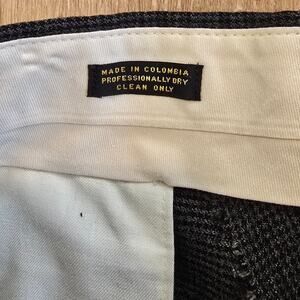 MADE IN COLOMBIA
PROFESSIONALLY DRY
CLEAN ONLY